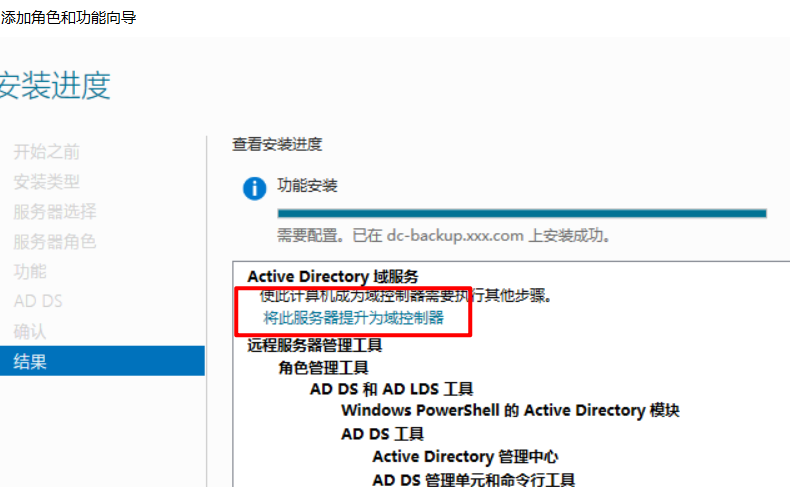 添加角色和功能向导
安装进度
开始之前
安装类型
服务器选择
服务器角色
功能
AD DS
确认
结果
查看安装进度
功能安装
需要配置。已在 dc-backup.xxx.com 上安装成功。
Active Directory 域服务
使此计算机成为域控制器需要执行其他步骤。
将此服务器提升为域控制器
远程服务器管理工具
角色管理工具
AD DS 和 AD LDS 工具
Windows PowerShell 的 Active Directory 模块
AD DS 工具
Active Directory 管理中心
AD DS 管理单元和命令行工具